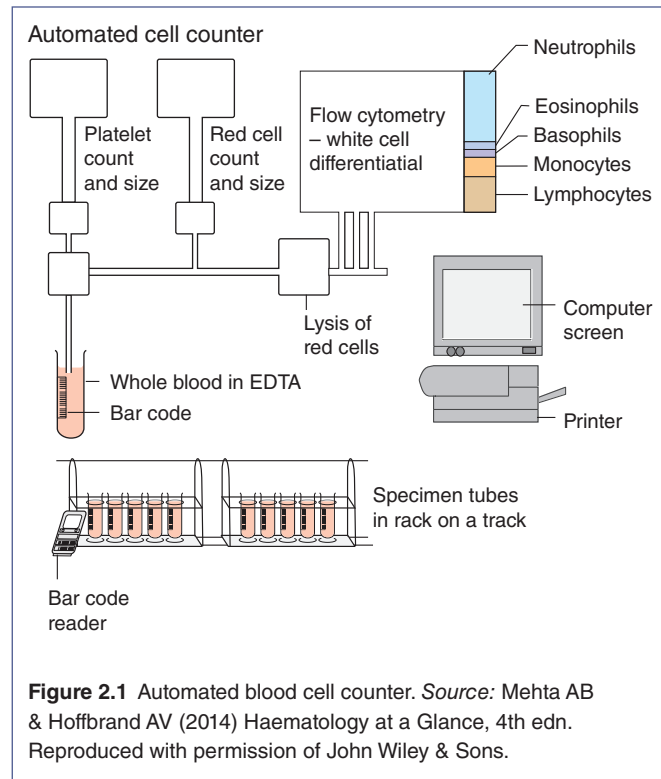 Automated cell counter
Platelet
count
and size
Red cell
count
and size
Flow cytometry
– white cell
differentiatial
Neutrophils
Eosinophils
Basophils
Monocytes
Lymphocytes
Lysis of
red cells
Computer
screen
Printer
Whole blood in EDTA
Bar code
Specimen tubes
in rack on a track
Bar code
reader
Figure 2.1 Automated blood cell counter. Source: Mehta AB
& Hoffbrand AV (2014) Haematology at a Glance, 4th edn.
Reproduced with permission of John Wiley & Sons.